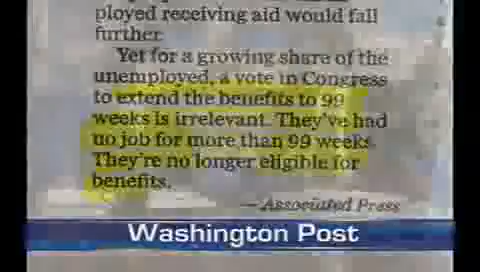 ployed receiving aid would fall
further.
Yet for a growing share of the
unemployed, a vote in Congress
to extend the benefits to 99
weeks is irrelevant. They've had
no job for more than 99 weeks.
They're no longer eligible for
benefits.
— Associated Press
Washington Post